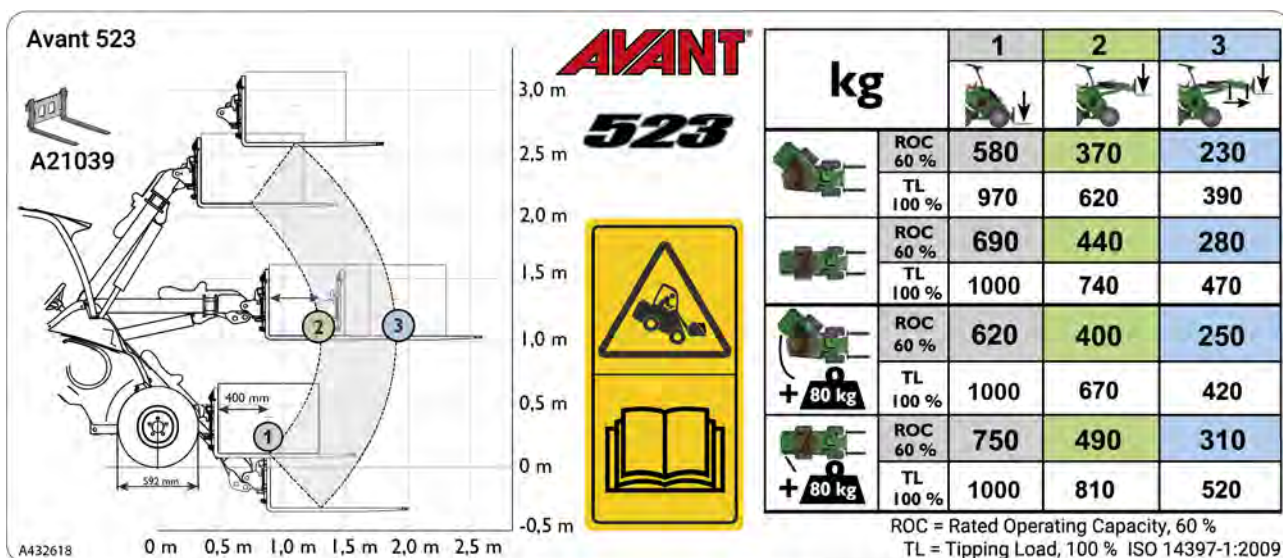 Avant 523
A21039
3,0 m
2,5 m
2,0 m
1,5 m
1,0 m
0,5 m
0 m
-0,5 m
2
3
400 mm
1
592 mm
0 m 0,5 m 1,0 m 1,5 m 2,0 m 2,5 m
A432618
AVANT®
523
kg 1 2 3
ROC 60 % 580 370 230
TL 100 % 970 620 390
ROC 60 % 690 440 280
TL 100 % 1000 740 470
ROC 60 % 620 400 250
+ 80 kg TL 100 % 1000 670 420
ROC 60 % 750 490 310
+ 80 kg TL 100 % 1000 810 520
ROC = Rated Operating Capacity, 60 %
TL = Tipping Load, 100 % ISO 14397-1:2009